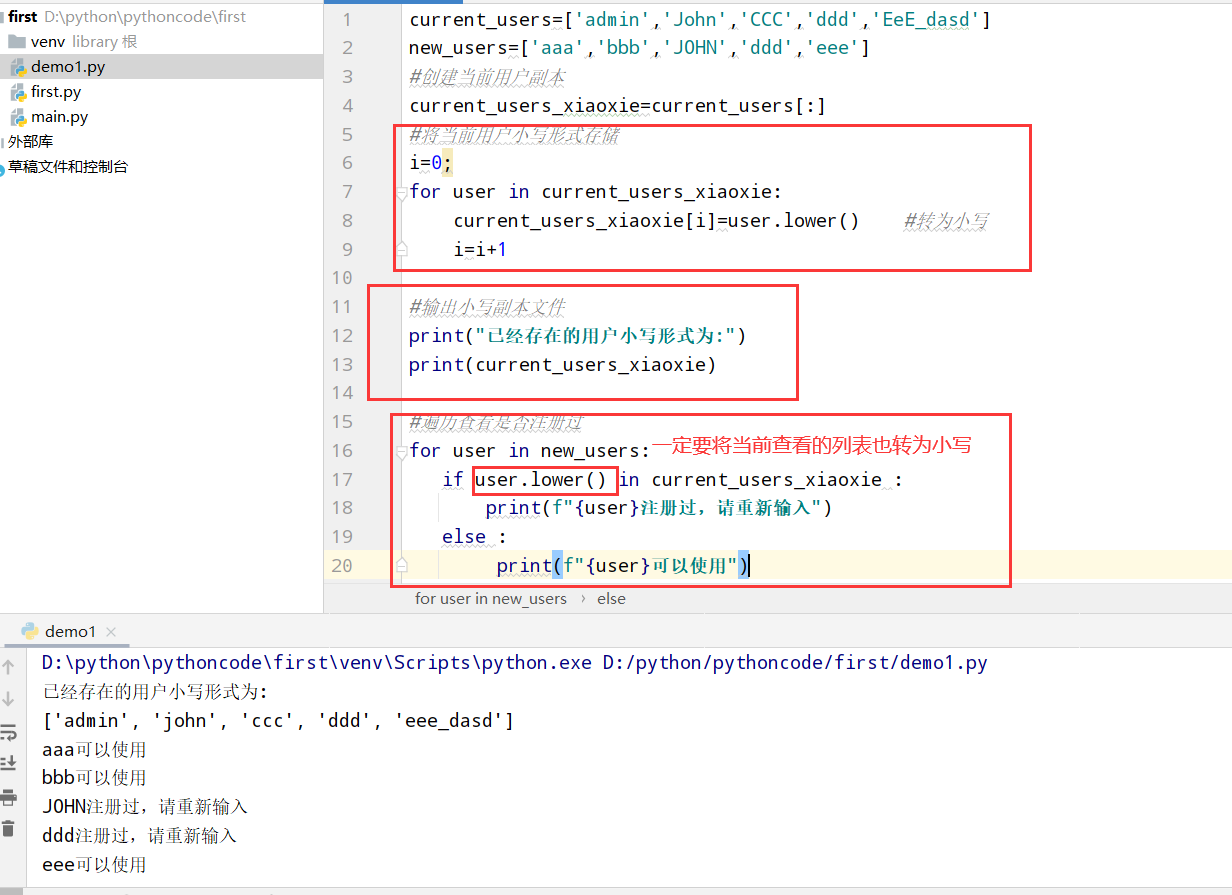 first D:\python\pythoncode\first
venv library 根
demo1.py
first.py
main.py
外部库
草稿文件和控制台
1 current_users=['admin','John','CCC','ddd','EeE_dasd']
2 new_users=['aaa','bbb','JOHN','ddd','eee']
3 #创建当前用户副本
4 current_users_xiaoxie=current_users[:]
5 #将当前用户小写形式存储
6 i=0;
7 for user in current_users_xiaoxie:
8 current_users_xiaoxie[i]=user.lower() #转为小写
9 i=i+1
10
11 #输出小写副本文件
12 print("已经存在的用户小写形式为:")
13 print(current_users_xiaoxie)
14
15 #遍历查看是否注册过
16 for user in new_users: 一定要将当前查看的列表也转为小写
17 if user.lower() in current_users_xiaoxie :
18 print(f"{user}注册过，请重新输入")
19 else :
20 print(f"{user}可以使用")
for user in new_users › else
demo1
D:\python\pythoncode\first\venv\Scripts\python.exe D:/python/pythoncode/first/demo1.py
已经存在的用户小写形式为:
['admin', 'john', 'ccc', 'ddd', 'eee_dasd']
aaa可以使用
bbb可以使用
JOHN注册过，请重新输入
ddd注册过，请重新输入
eee可以使用